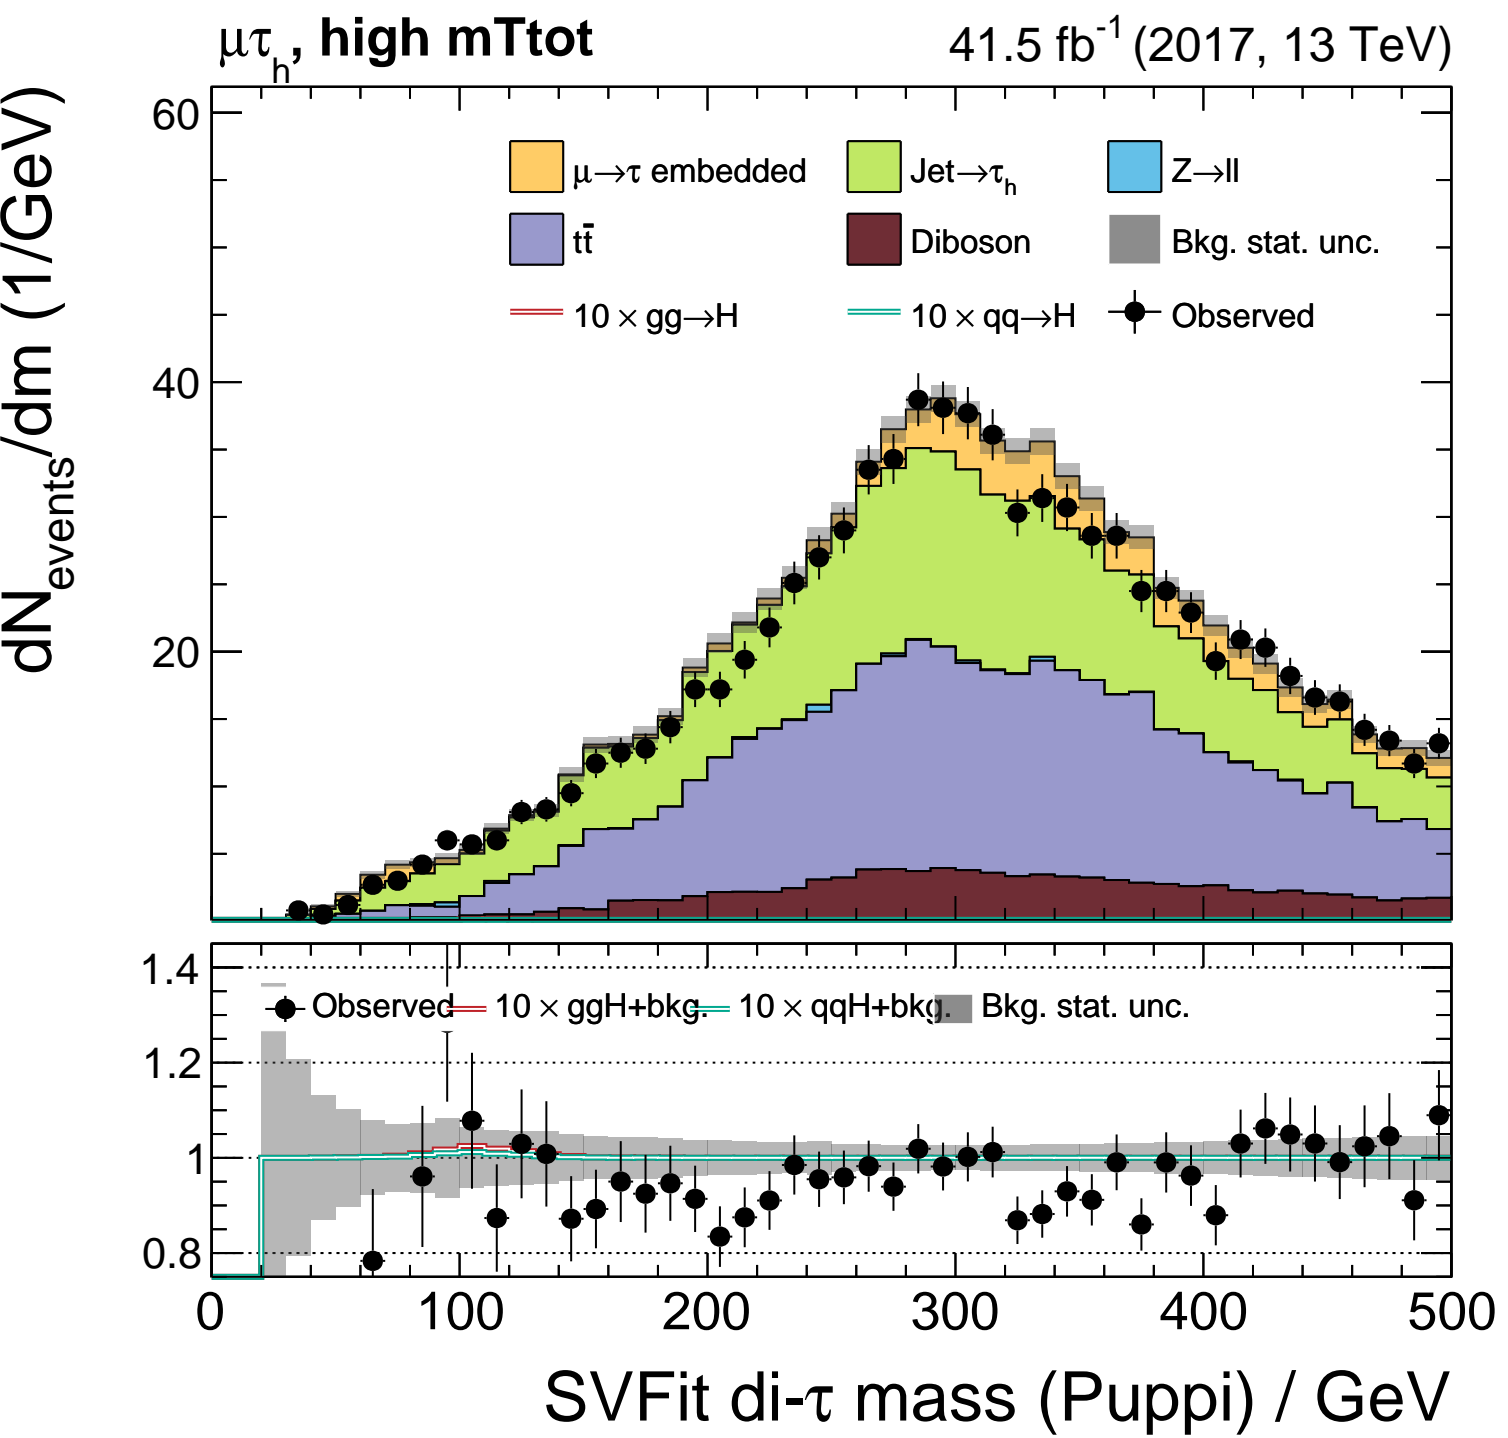 μτh, high mTtot
41.5 fb-1 (2017, 13 TeV)
dNevents/dm (1/GeV)
60
40
20
μ→τ embedded
Jet→τh
Z→ll
tt̄
Diboson
Bkg. stat. unc.
10 × gg→H
10 × qq→H
Observed
1.4
1.2
1
0.8
Observed
10 × ggH+bkg.
10 × qqH+bkg.
Bkg. stat. unc.
0 100 200 300 400 500
SVFit di-τ mass (Puppi) / GeV